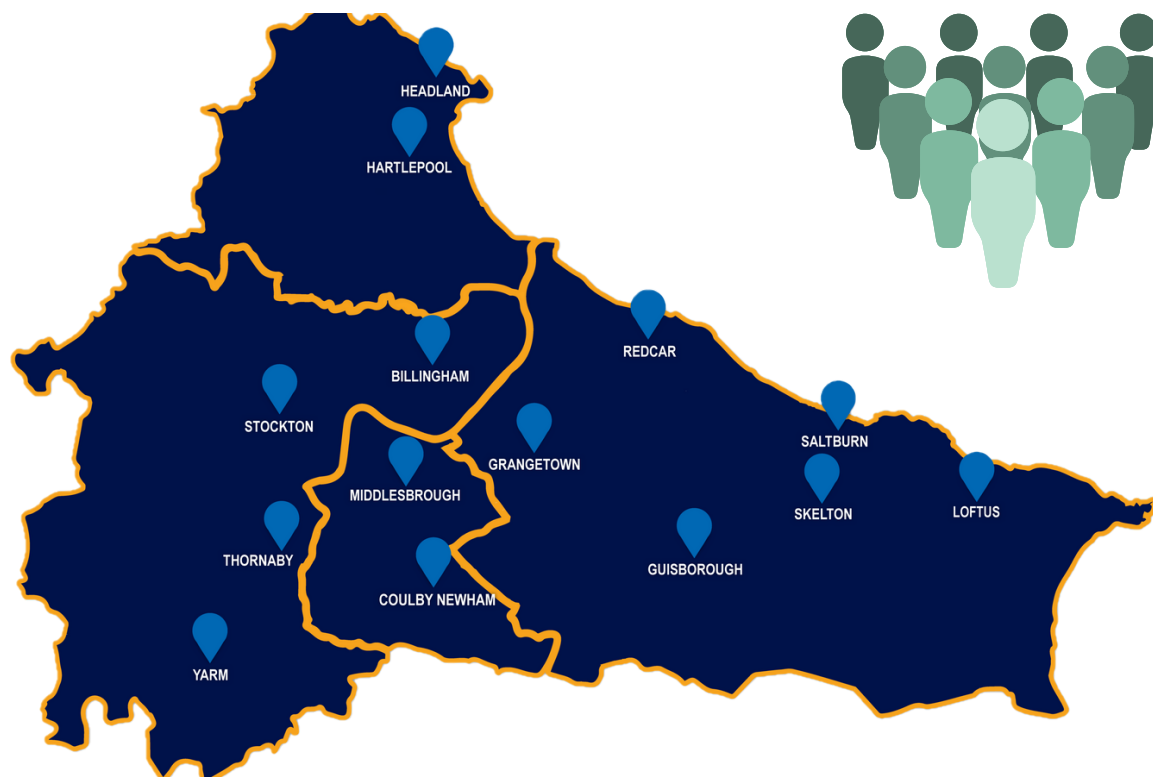 HEADLAND
HARTLEPOOL
REDCAR
BILLINGHAM
STOCKTON
SALTBURN
GRANGETOWN
MIDDLESBROUGH
SKELTON
LOFTUS
THORNABY
GUISBOROUGH
COULBY NEWHAM
YARM